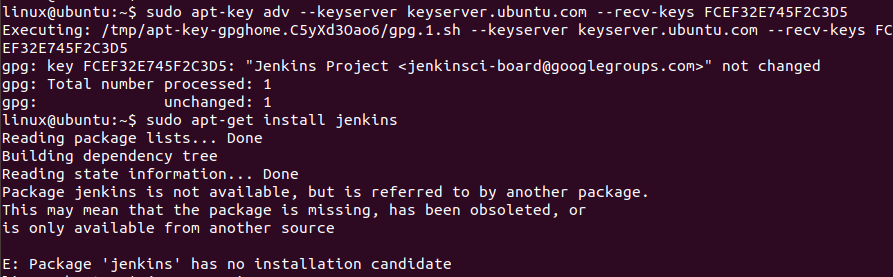 linux@ubuntu:~$ sudo apt-key adv --keyserver keyserver.ubuntu.com --recv-keys FCEF32E745F2C3D5
Executing: /tmp/apt-key-gpghome.C5yXd3Oao6/gpg.1.sh --keyserver keyserver.ubuntu.com --recv-keys FC
EF32E745F2C3D5
gpg: key FCEF32E745F2C3D5: "Jenkins Project <jenkinsci-board@googlegroups.com>" not changed
gpg: Total number processed: 1
gpg:              unchanged: 1
linux@ubuntu:~$ sudo apt-get install jenkins
Reading package lists... Done
Building dependency tree
Reading state information... Done
Package jenkins is not available, but is referred to by another package.
This may mean that the package is missing, has been obsoleted, or
is only available from another source

E: Package 'jenkins' has no installation candidate